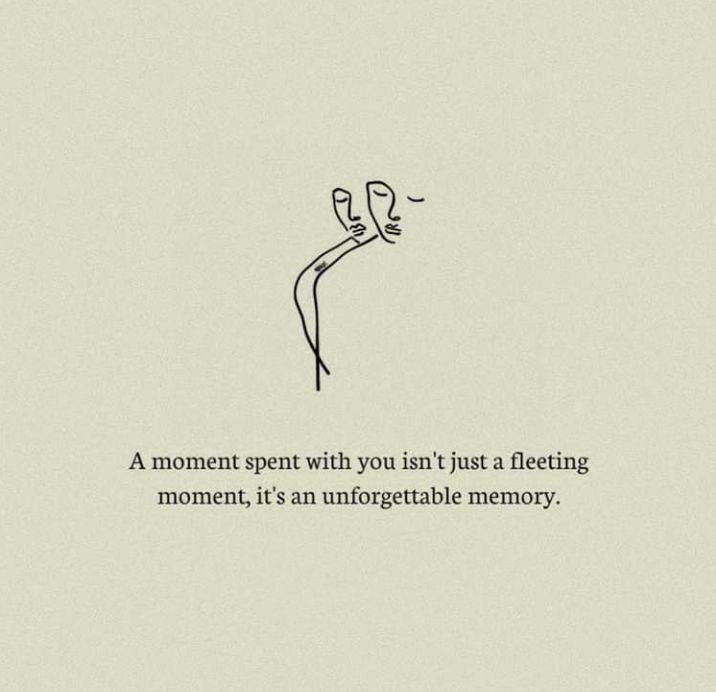 A moment spent with you isn't just a fleeting
moment, it's an unforgettable memory.